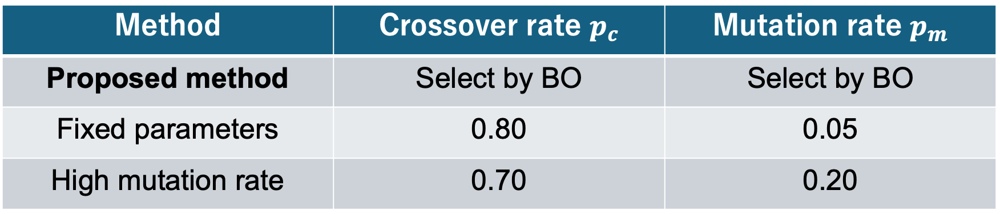 Method Crossover rate p_c Mutation rate p_m
Proposed method Select by BO Select by BO
Fixed parameters 0.80 0.05
High mutation rate 0.70 0.20